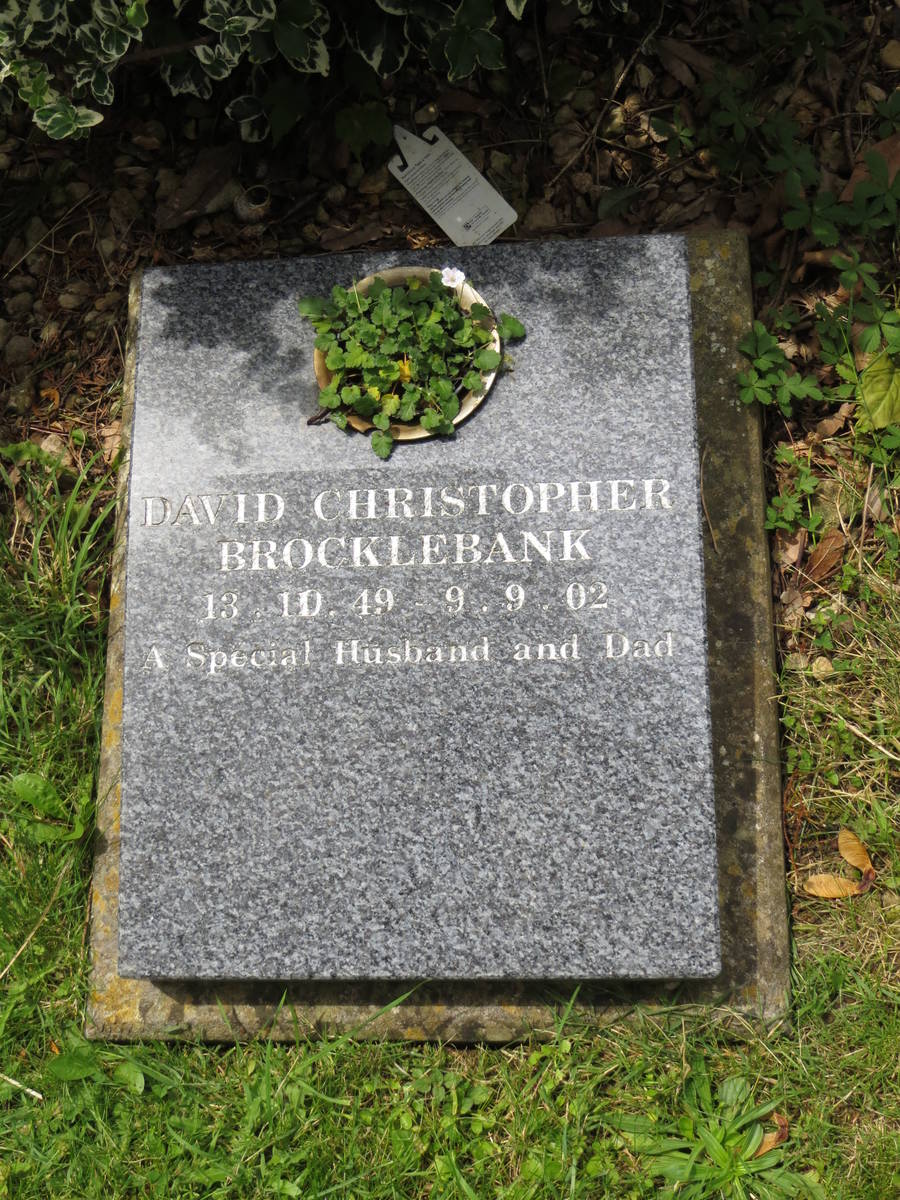 DAVID CHRISTOPHER
BROCKLEBANK
13 . 10. 49 - 9 . 9 . 02
A Special Husband and Dad